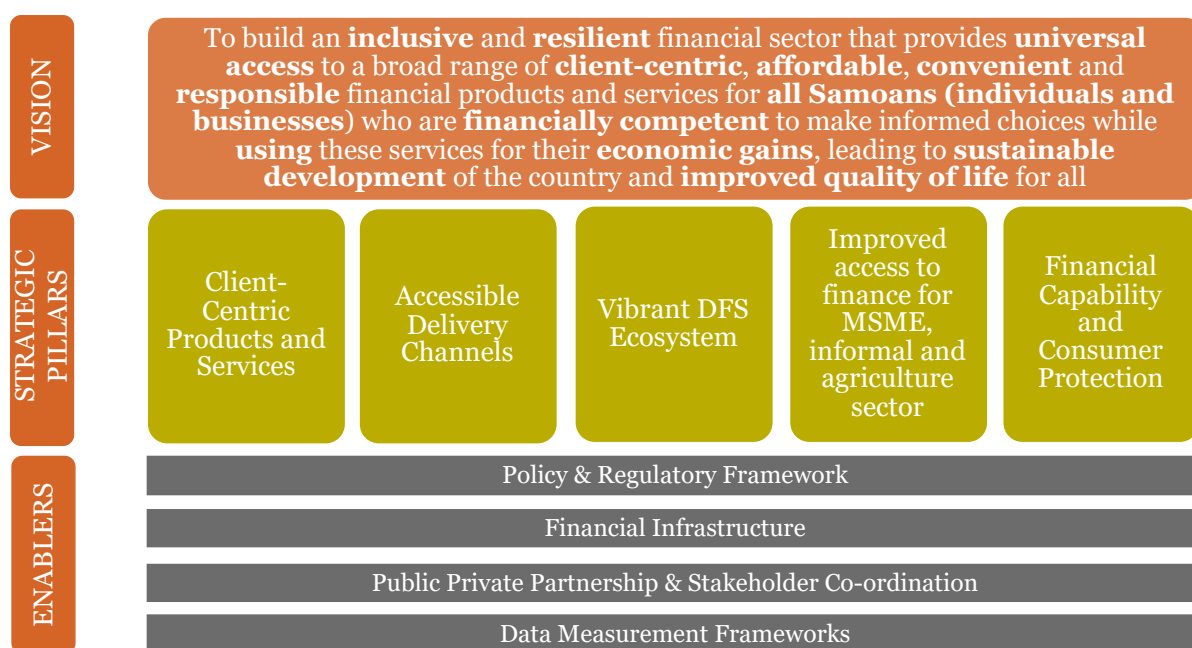 VISION
To build an inclusive and resilient financial sector that provides universal
access to a broad range of client-centric, affordable, convenient and
responsible financial products and services for all Samoans (individuals and
businesses) who are financially competent to make informed choices while
using these services for their economic gains, leading to sustainable
development of the country and improved quality of life for all
STRATEGIC
PILLARS
Client-
Centric
Products and
Services
Accessible
Delivery
Channels
Vibrant DFS
Ecosystem
Improved
access to
finance for
MSME,
informal and
agriculture
sector
Financial
Capability
and
Consumer
Protection
ENABLERS
Policy & Regulatory Framework
Financial Infrastructure
Public Private Partnership & Stakeholder Co-ordination
Data Measurement Frameworks